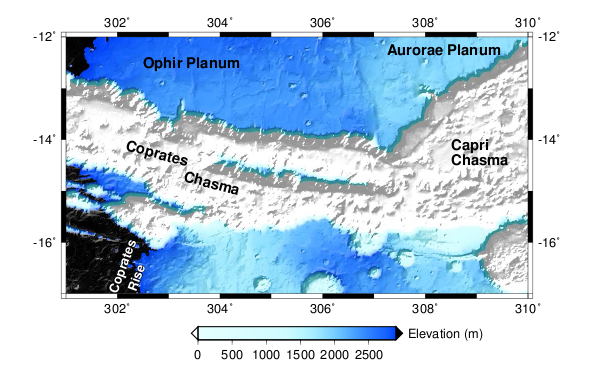 302° 304° 306° 308° 310°
-12° -12°
Ophir Planum
Aurorae Planum
-14° -14°
Coprates
Chasma
Capri
Chasma
-16° -16°
Coprates
Rise
302° 304° 306° 308° 310°
Elevation (m)
0 500 1000 1500 2000 2500